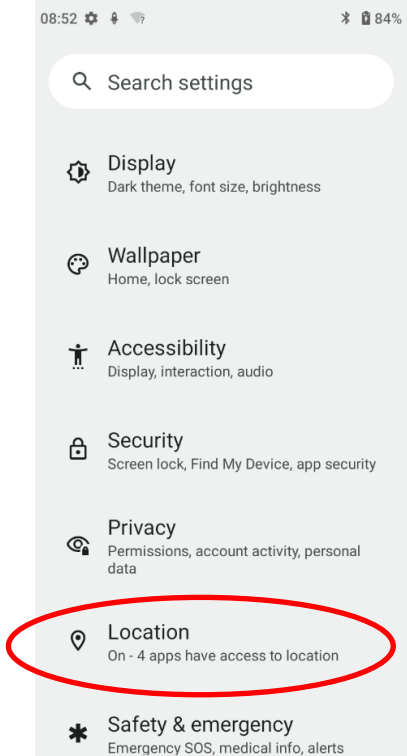 08:52 84%
Search settings
Display
Dark theme, font size, brightness
Wallpaper
Home, lock screen
Accessibility
Display, interaction, audio
Security
Screen lock, Find My Device, app security
Privacy
Permissions, account activity, personal
data
Location
On - 4 apps have access to location
Safety & emergency
Emergency SOS, medical info, alerts